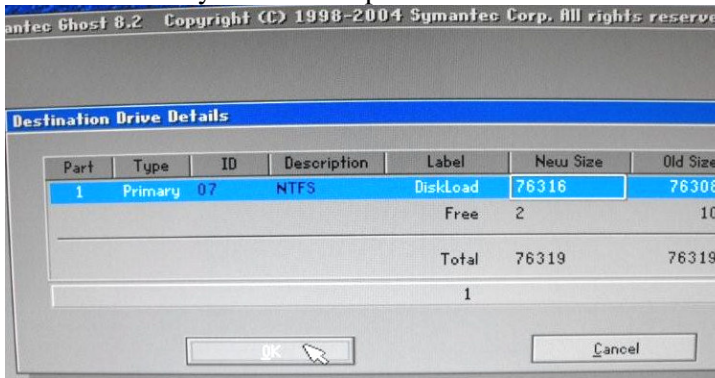 antec Ghost 8.2 Copyright (C) 1998-2004 Symantec Corp. All rights reserve
Destination Drive Details
Part Type ID Description Label New Size Old Size
1 Primary 07 NTFS DiskLoad 76316 76308
Free 2 10
Total 76319 76319
1
OK Cancel